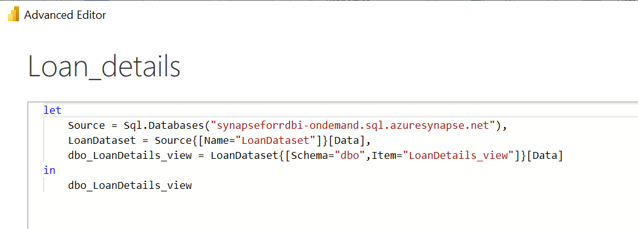 Advanced Editor
Loan_details
let
Source = Sql.Databases("synapseforrdbi-ondemand.sql.azuresynapse.net"),
LoanDataset = Source{[Name="LoanDataset"]}[Data],
dbo_LoanDetails_view = LoanDataset{[Schema="dbo",Item="LoanDetails_view"]}[Data]
in
dbo_LoanDetails_view